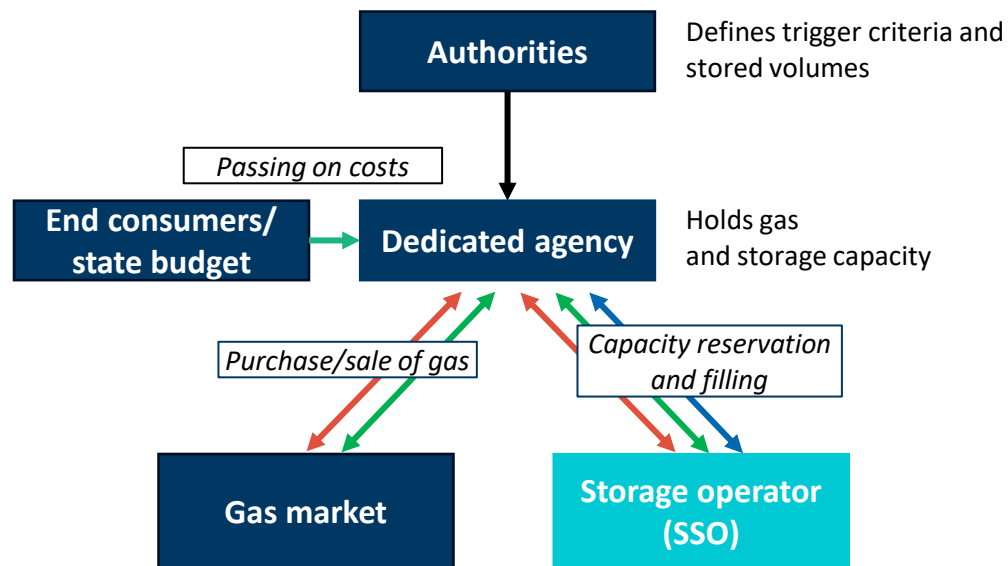 Authorities
Defines trigger criteria and
stored volumes
Passing on costs
End consumers/
state budget
Dedicated agency
Holds gas
and storage capacity
Purchase/sale of gas
Capacity reservation
and filling
Gas market
Storage operator
(SSO)